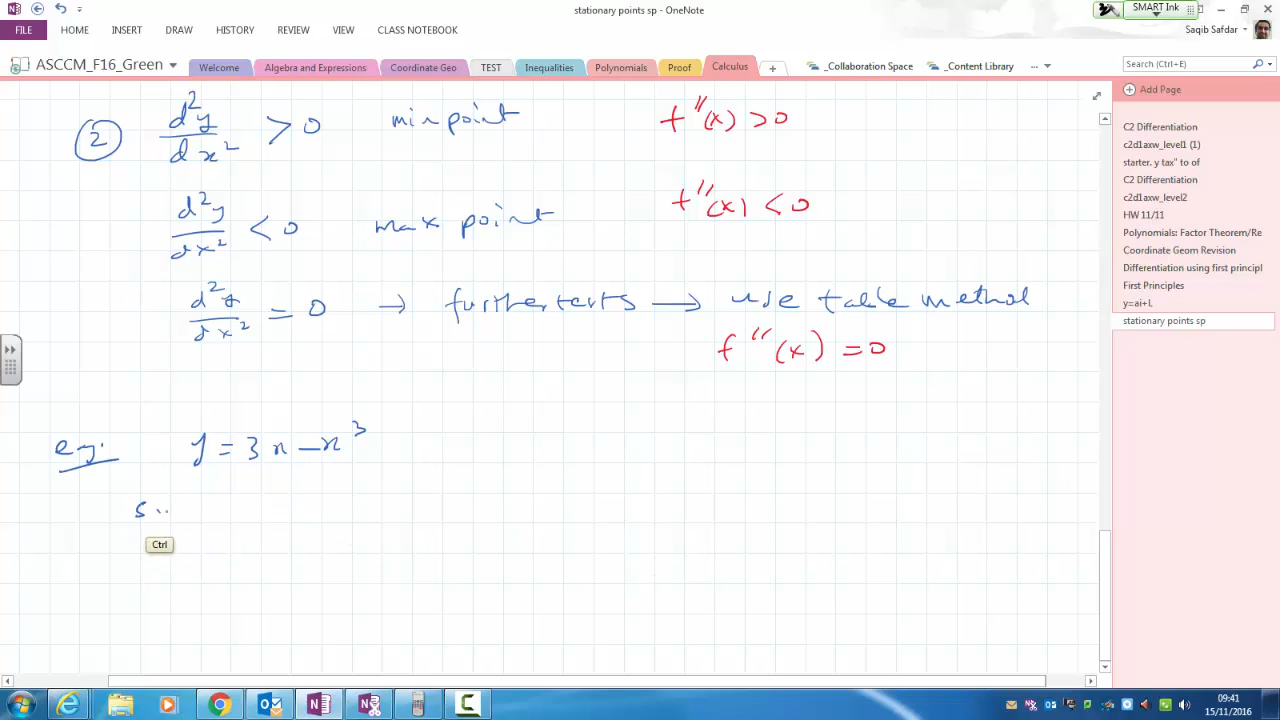 stationary points sp - OneNote
SMART Ink
FILE
HOME
INSERT
DRAW
HISTORY
REVIEW
VIEW
CLASS NOTEBOOK
Saqib Safdar
ASCCM_F16_Green
Welcome
Algebra and Expressions
Coordinate Geo
TEST
Inequalities
Polynomials
Proof
Calculus
_Collaboration Space
_Content Library
Search (Ctrl+E)
② d²y/dx² > 0 min point f''(x) > 0
d²y/dx² < 0 max point f''(x) < 0
d²y/dx² = 0 → further tests → use table method
f''(x) = 0
eg: y = 3x - x³
s
Ctrl
Add Page
C2 Differentiation
c2d1axw_level1 (1)
starter. y tax" to of
C2 Differentiation
c2d1axw_level2
HW 11/11
Polynomials: Factor Theorem/Re
Coordinate Geom Revision
Differentiation using first principl
First Principles
stationary points sp
09:41
15/11/2016